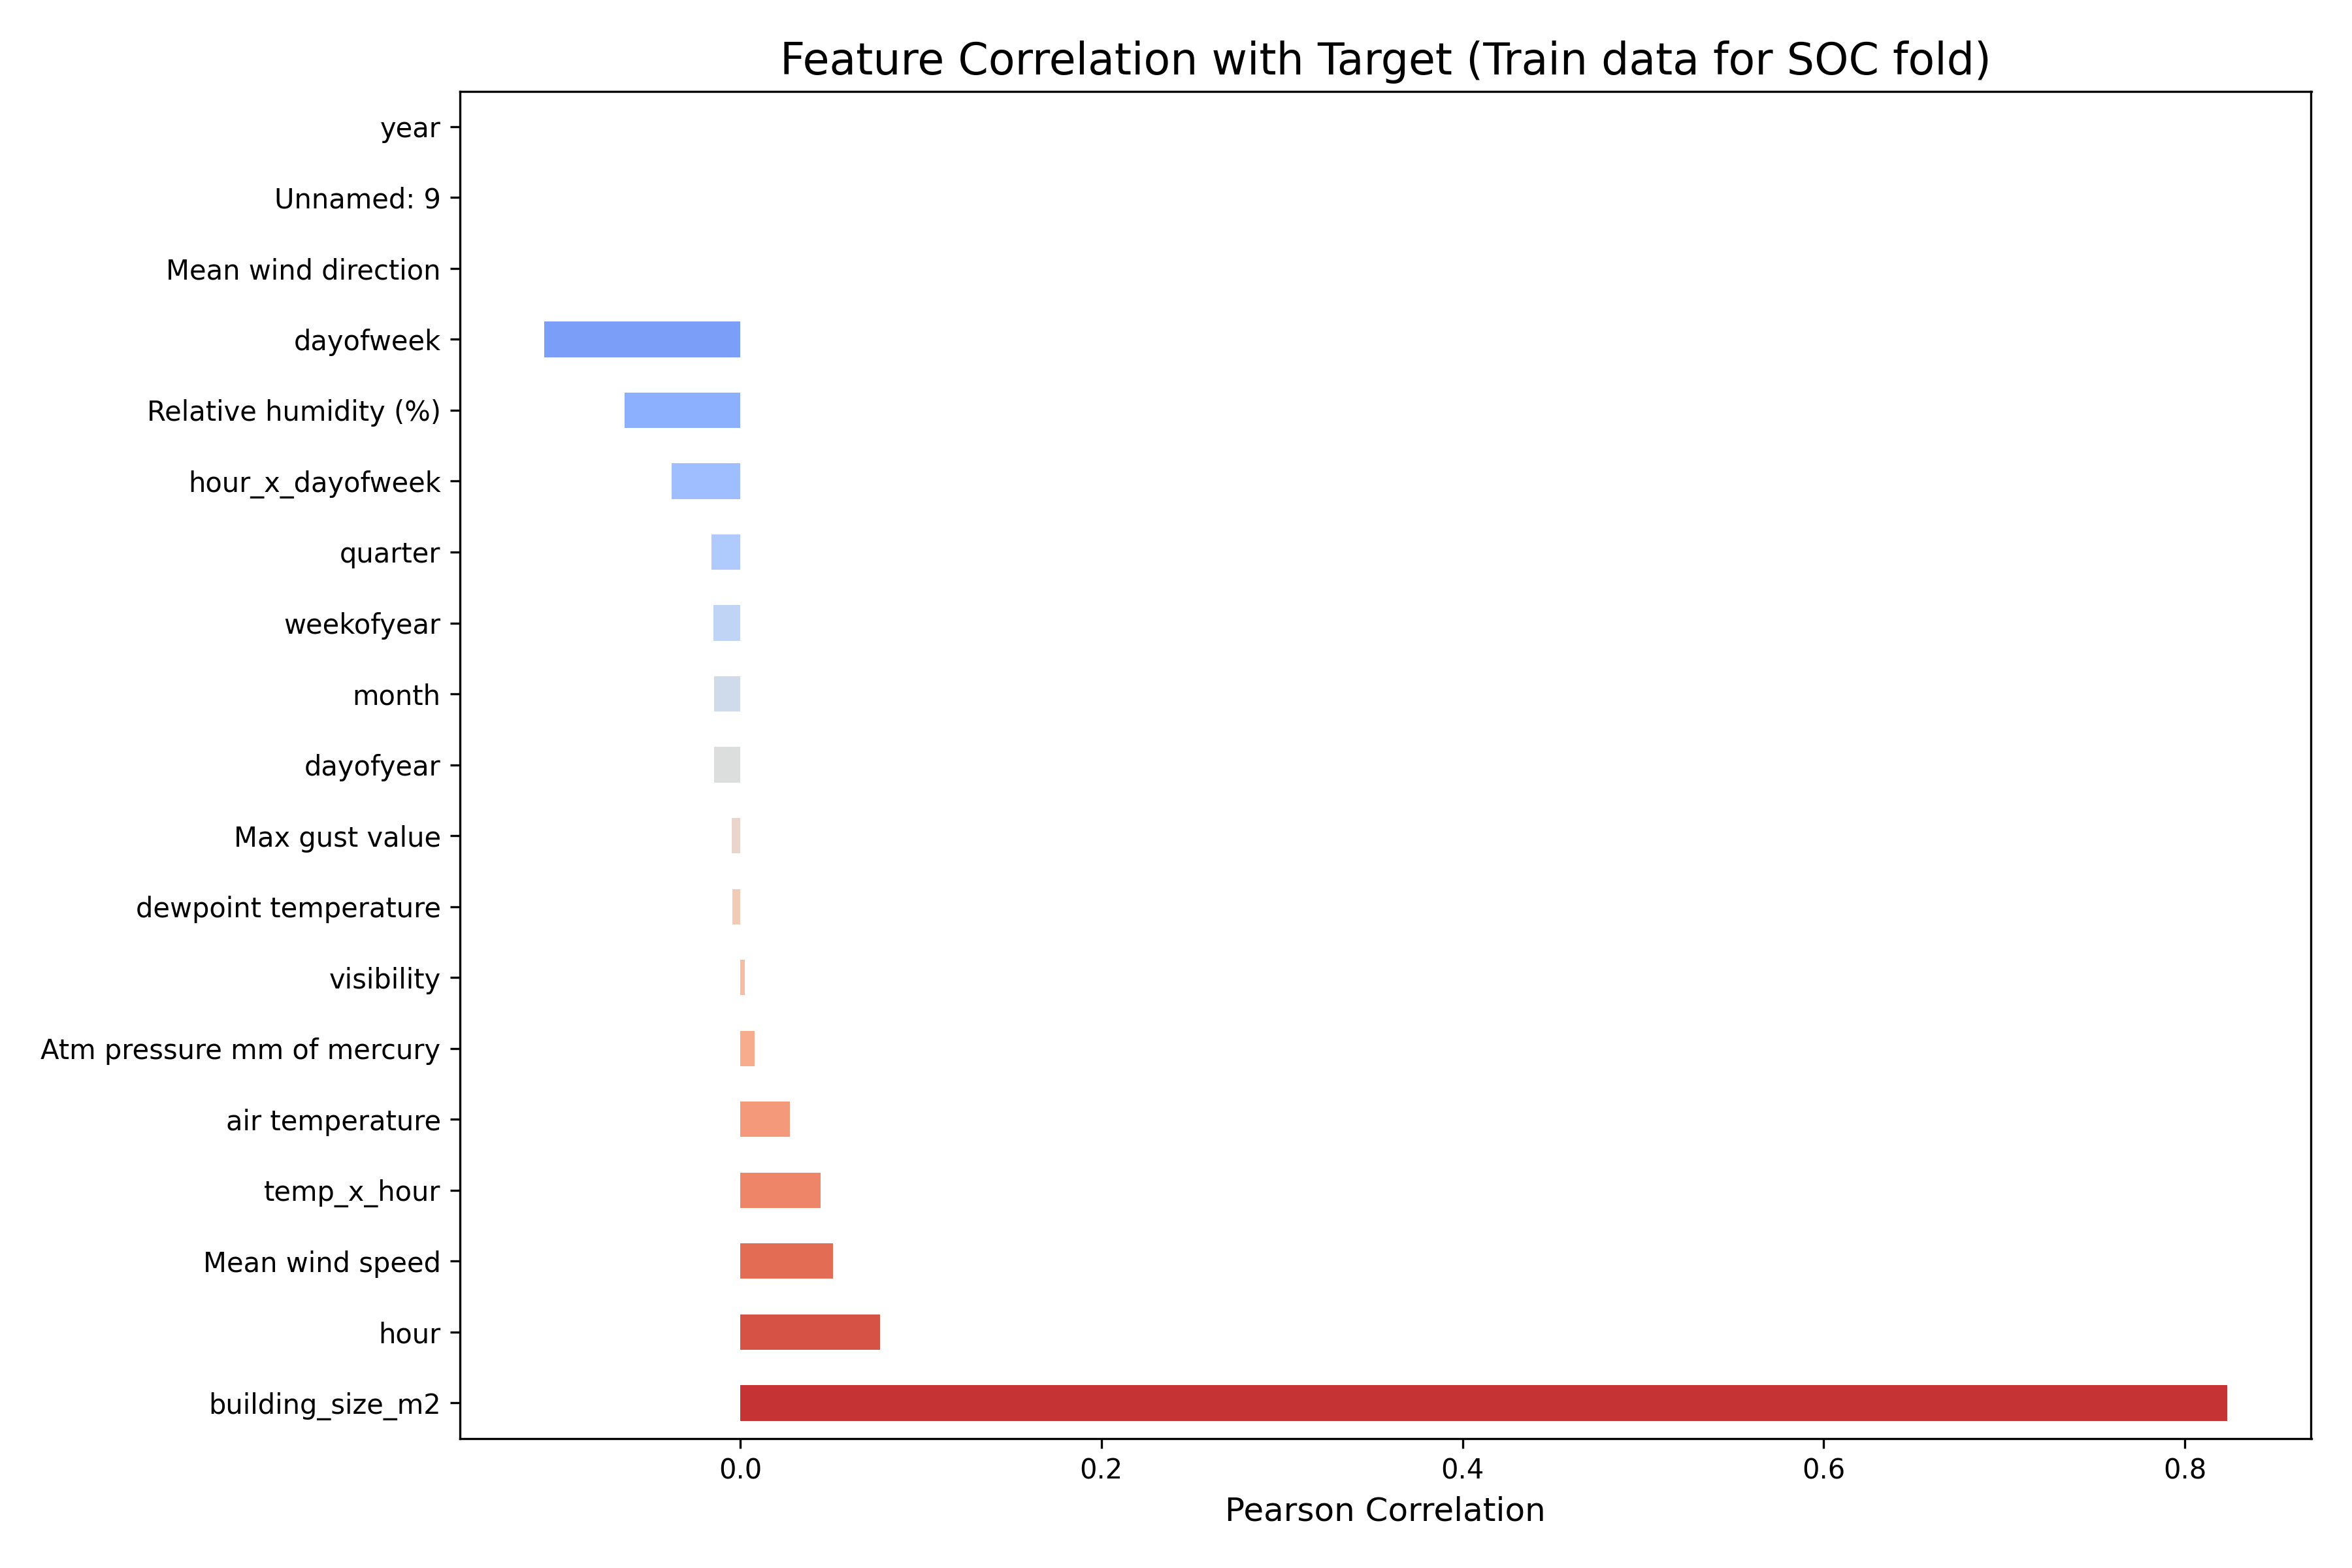 Feature Correlation with Target (Train data for SOC fold)
year
Unnamed: 9
Mean wind direction
dayofweek
Relative humidity (%)
hour_x_dayofweek
quarter
weekofyear
month
dayofyear
Max gust value
dewpoint temperature
visibility
Atm pressure mm of mercury
air temperature
temp_x_hour
Mean wind speed
hour
building_size_m2
0.0 0.2 0.4 0.6 0.8
Pearson Correlation